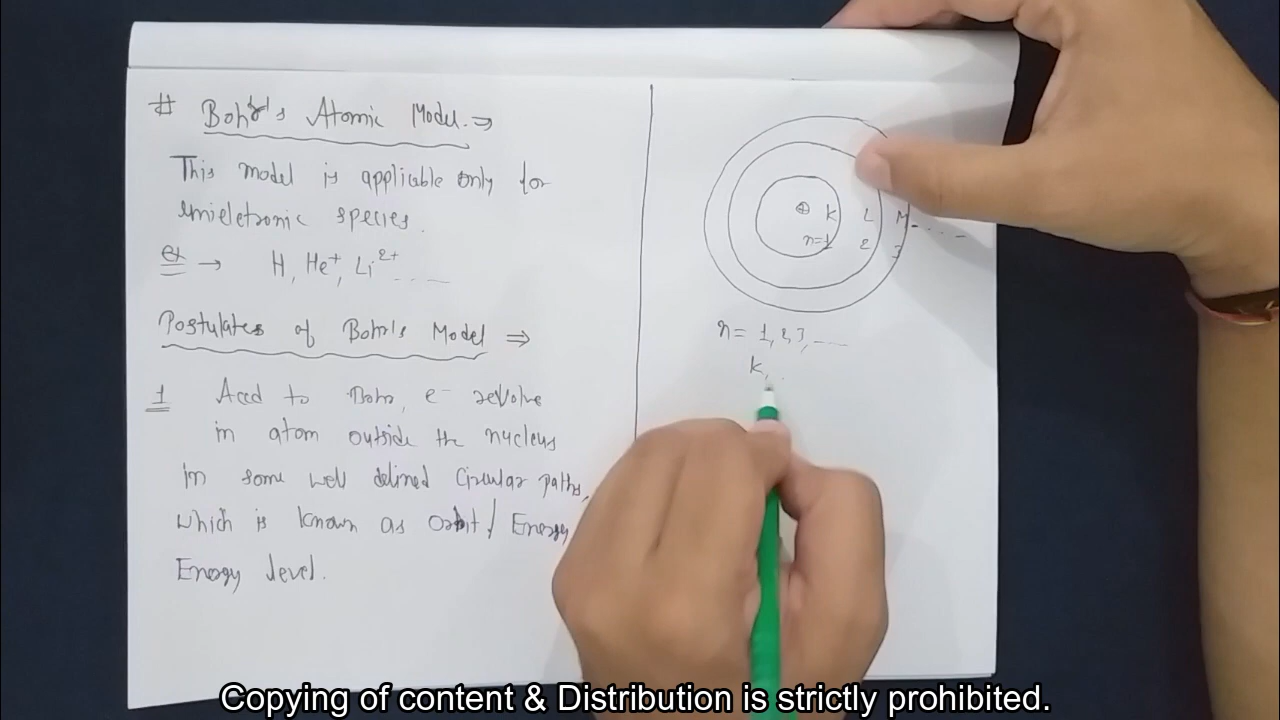 # Bohr's Atomic Model. ⇒
This model is applicable only for
unieletronic species.
ex → H, He⁺, Li²⁺ ....
Postulates of Bohr's Model ⇒
1 Accd to Bohr, e⁻ revolve
in atom outside the nucleus
in some well defined Circular paths,
which is known as orbit / Energy
Energy level.
⊕ K L M ....
n=1 2 3
n = 1, 2, 3, ....
K,
Copying of content & Distribution is strictly prohibited.